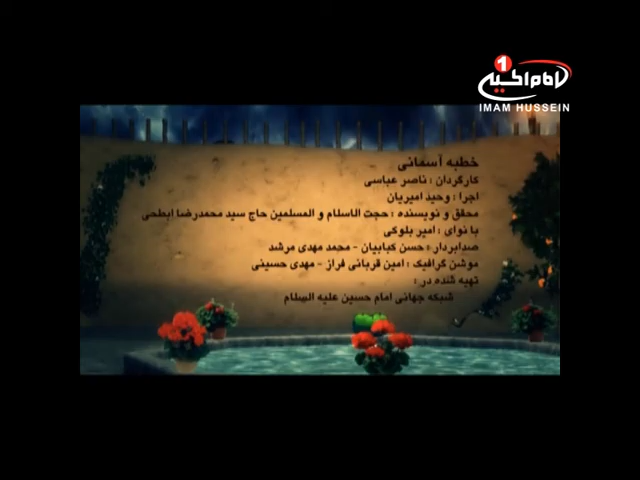 1
الامام الحسین
IMAM HUSSEIN
خطبه آسمانی
کارگردان : ناصر عباسی
اجرا : وحید امیریان
محقق و نویسنده : حجت الاسلام و المسلمین حاج سید محمدرضا ابطحی
با نوای : امیر بلوکی
صدابردار : حسن کبابیان - محمد مهدی مرشد
موشن گرافیک : امین قربانی فراز - مهدی حسینی
تهیه شده در :
شبکه جهانی امام حسین علیه السلام